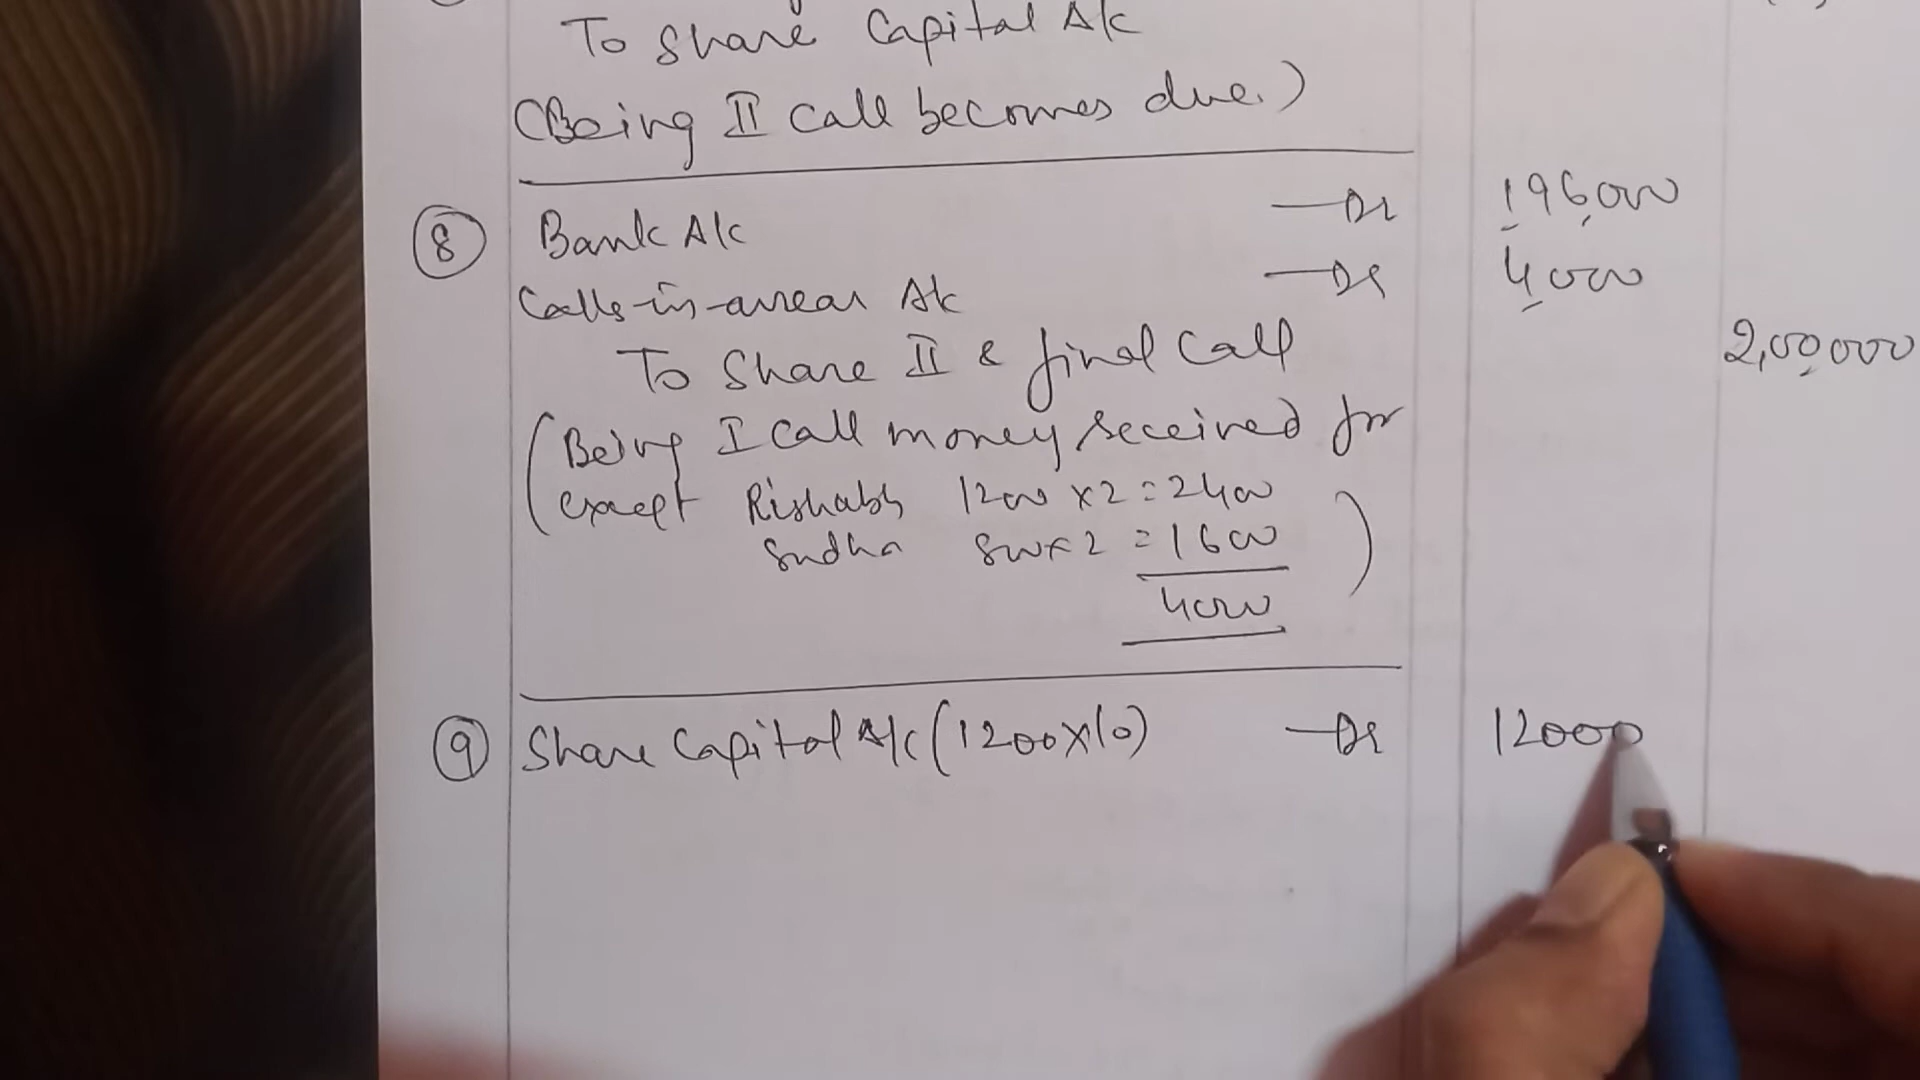 To Share Capital A/c
(Being II Call becomes due.)
8 Bank A/c —Dr 196,000
Calls-in-arrear A/c —Dr 4000
To Share II & final Call 2,00,000
(Being I Call money received for
except Rishabh 1200 x 2 = 2400
Sudha 800 x 2 = 1600 )
4000
9 Share Capital A/c (1200x10) —Dr 12000